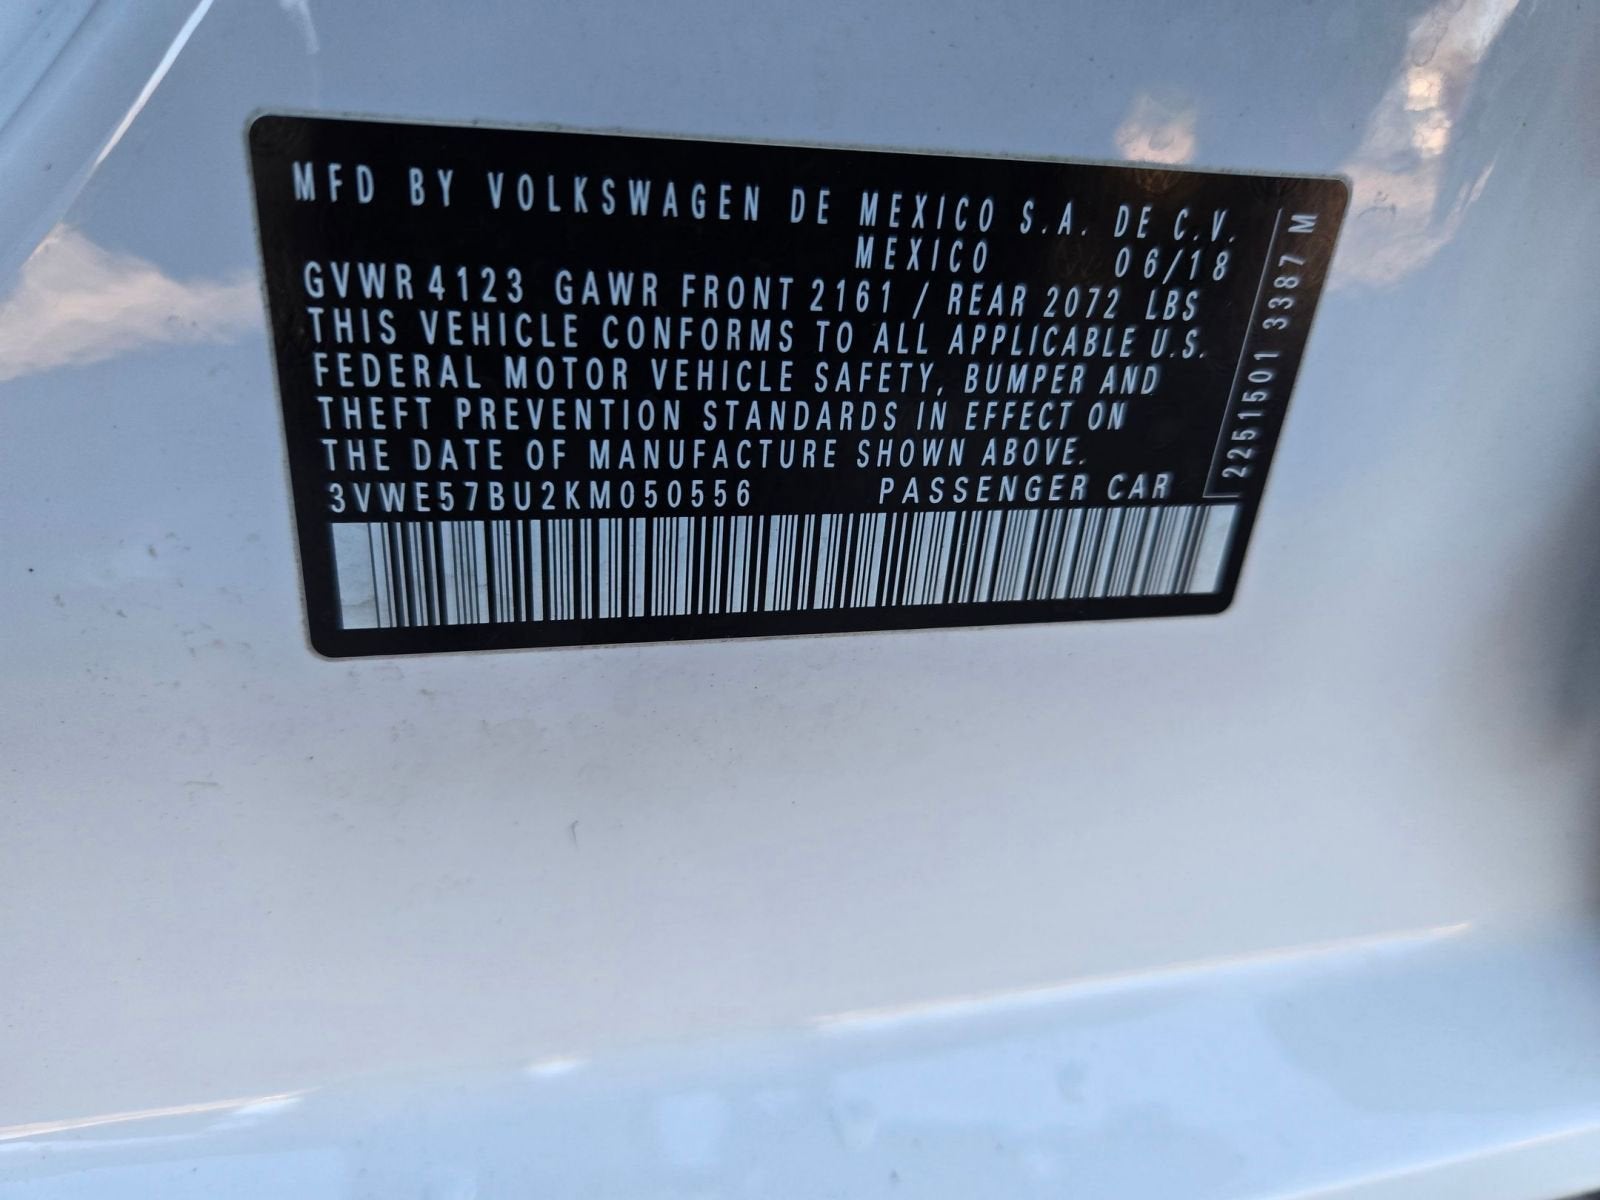 MFD BY VOLKSWAGEN DE MEXICO S.A. DE C.V.
MEXICO 06/18
GVWR 4123 GAWR FRONT 2161 / REAR 2072 LBS
THIS VEHICLE CONFORMS TO ALL APPLICABLE U.S.
FEDERAL MOTOR VEHICLE SAFETY, BUMPER AND
THEFT PREVENTION STANDARDS IN EFFECT ON
THE DATE OF MANUFACTURE SHOWN ABOVE.
3VWE57BU2KM050556 PASSENGER CAR
2251501 3387 M